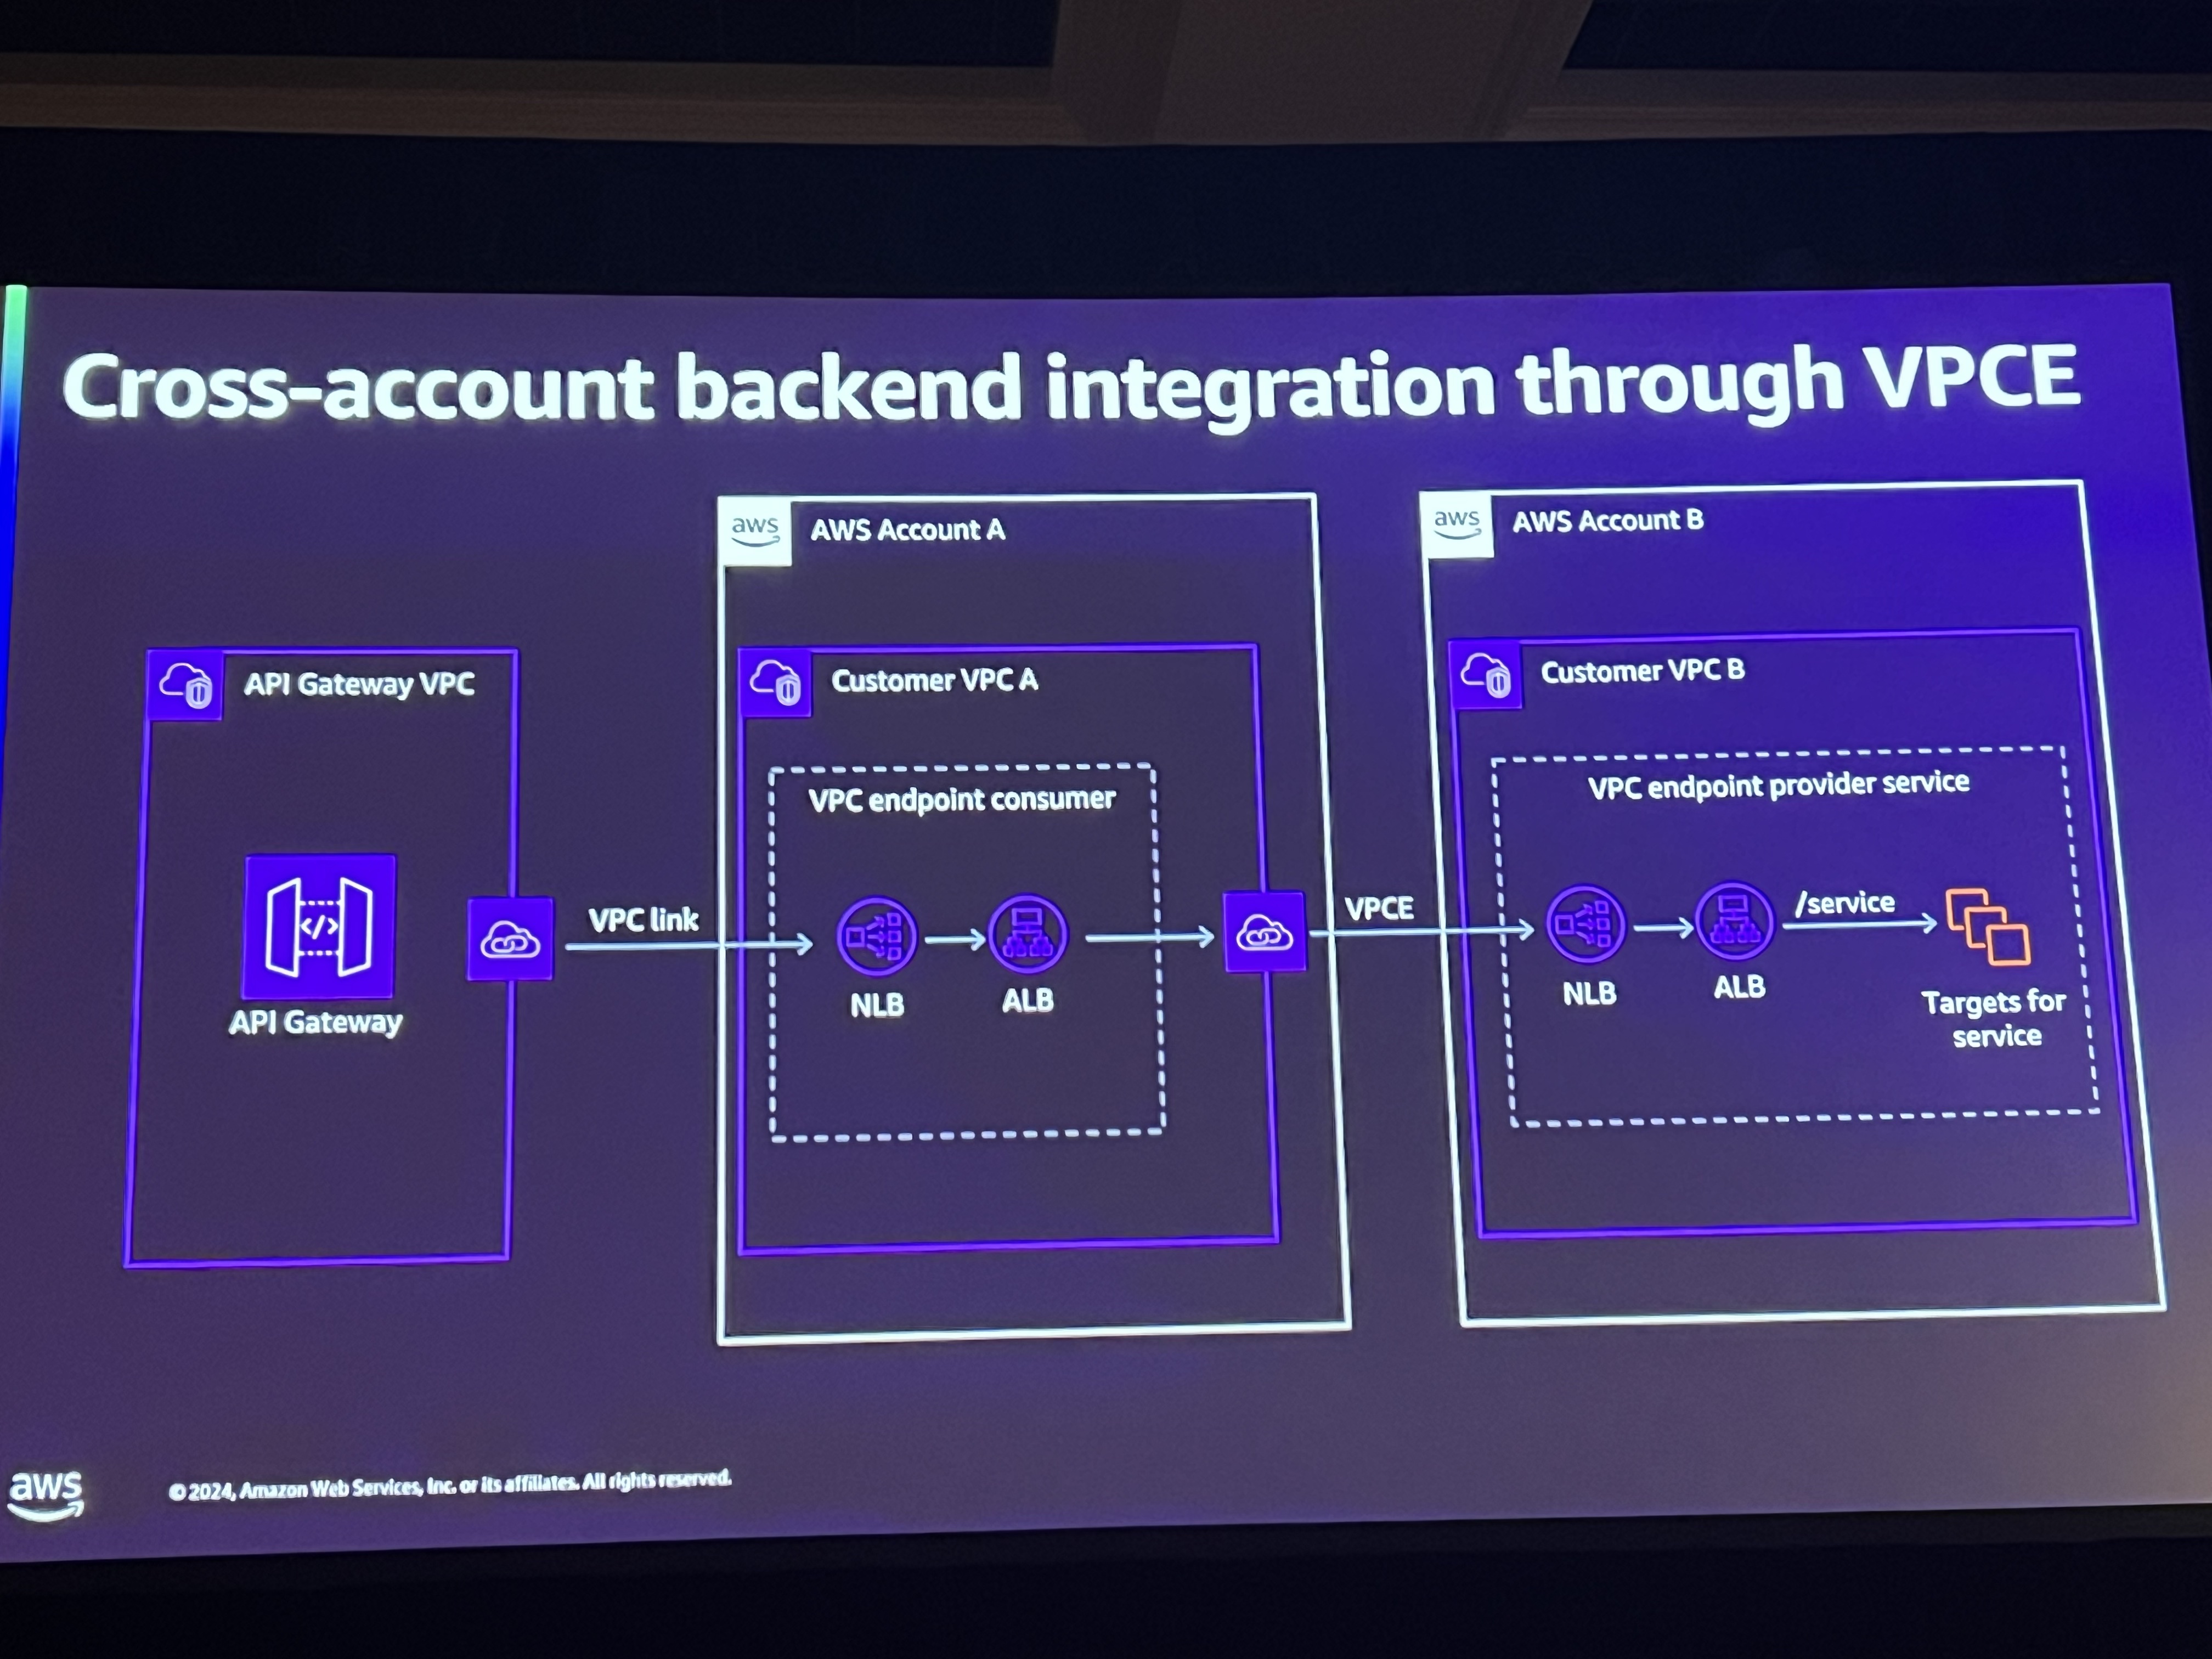 Cross-account backend integration through VPCE
aws
AWS Account A
aws
AWS Account B
API Gateway VPC
Customer VPC A
Customer VPC B
VPC endpoint consumer
VPC endpoint provider service
</>
VPC link
VPCE
/service
API Gateway
NLB
ALB
NLB
ALB
Targets for
service
aws
© 2024, Amazon Web Services, Inc. or its affiliates. All rights reserved.